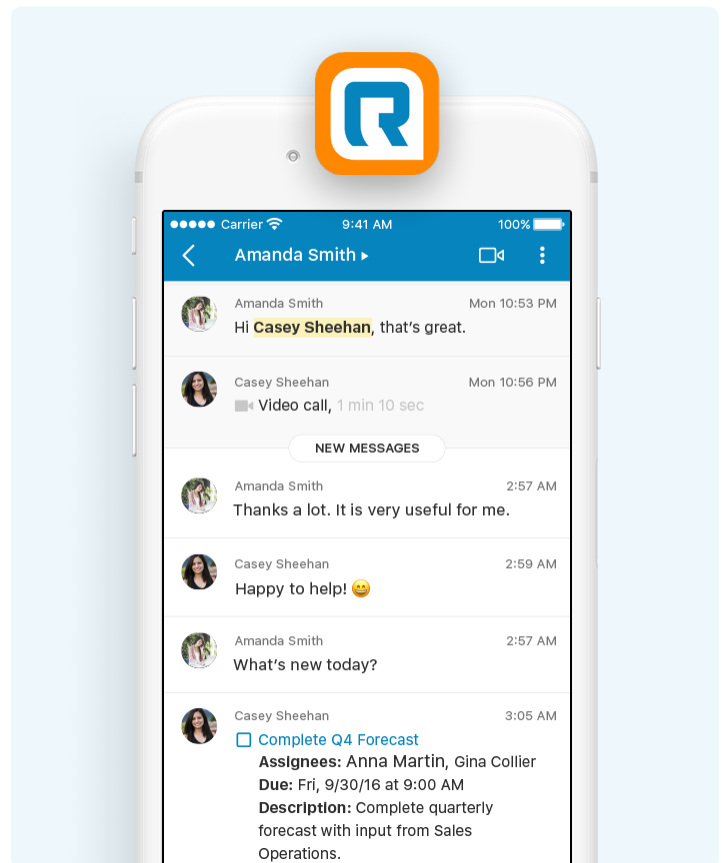 Carrier 9:41 AM 100%
Amanda Smith ▸
Amanda Smith Mon 10:53 PM
Hi Casey Sheehan, that’s great.
Casey Sheehan Mon 10:56 PM
Video call, 1 min 10 sec
NEW MESSAGES
Amanda Smith 2:57 AM
Thanks a lot. It is very useful for me.
Casey Sheehan 2:59 AM
Happy to help! 😄
Amanda Smith 2:57 AM
What’s new today?
Casey Sheehan 3:05 AM
Complete Q4 Forecast
Assignees: Anna Martin, Gina Collier
Due: Fri, 9/30/16 at 9:00 AM
Description: Complete quarterly
forecast with input from Sales
Operations.